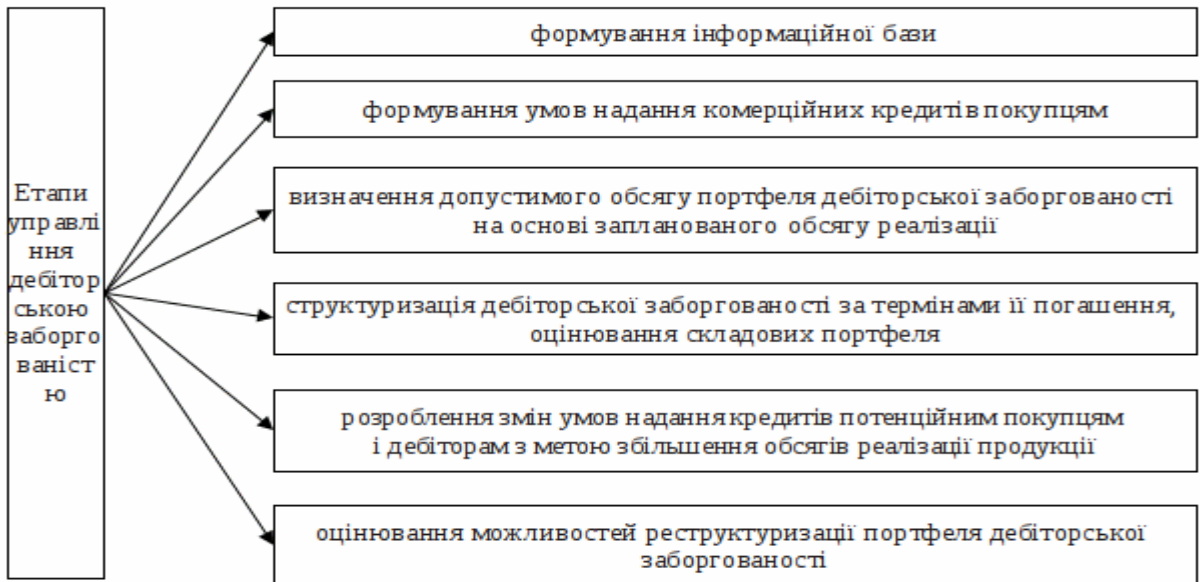 Етапи
управлі
ння
дебітор
ською
заборго
ваніст
ю
формування інформаційної бази
формування умов надання комерційних кредитів покупцям
визначення допустимого обсягу портфеля дебіторської заборгованості
на основі запланованого обсягу реалізації
структуризація дебіторської заборгованості за термінами її погашення,
оцінювання складових портфеля
розроблення змін умов надання кредитів потенційним покупцям
і дебіторам з метою збільшення обсягів реалізації продукції
оцінювання можливостей реструктуризації портфеля дебіторської
заборгованості